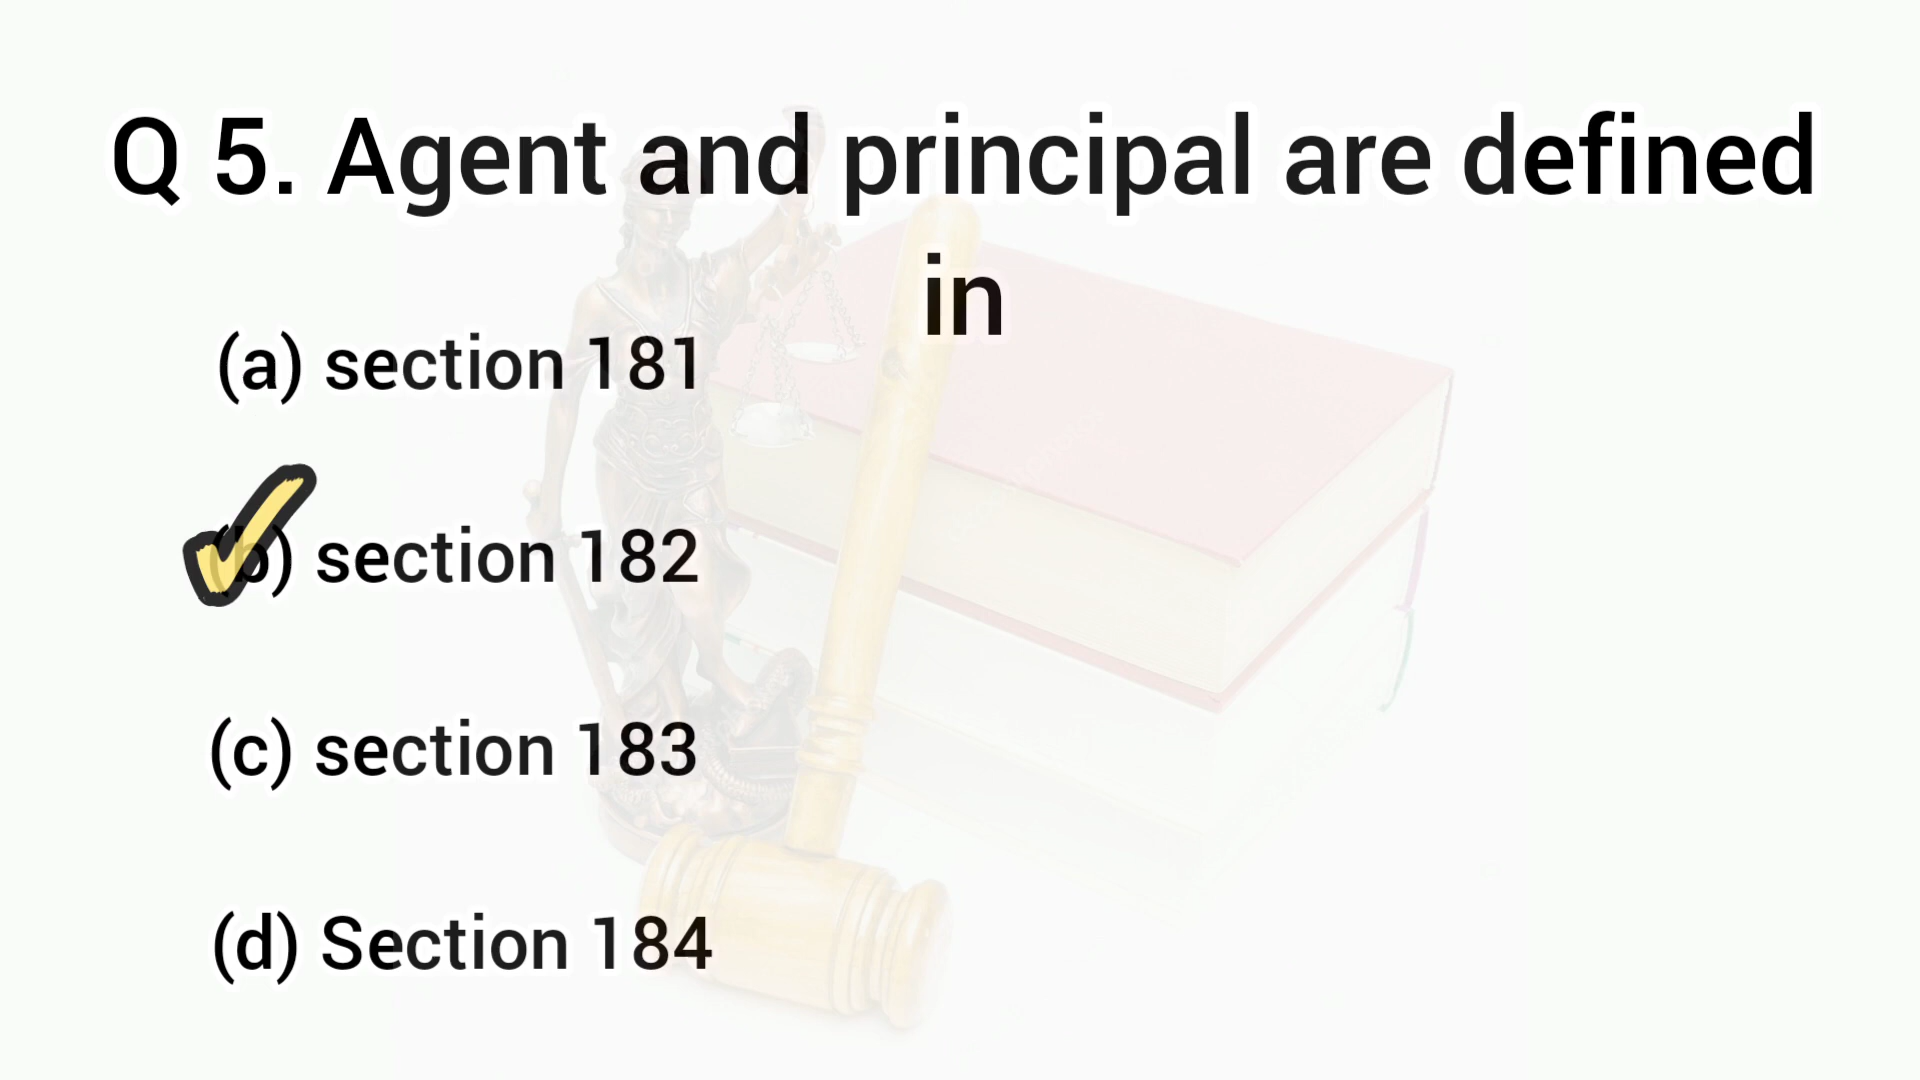 Q 5. Agent and principal are defined
in
(a) section 181
(b) section 182
(c) section 183
(d) Section 184